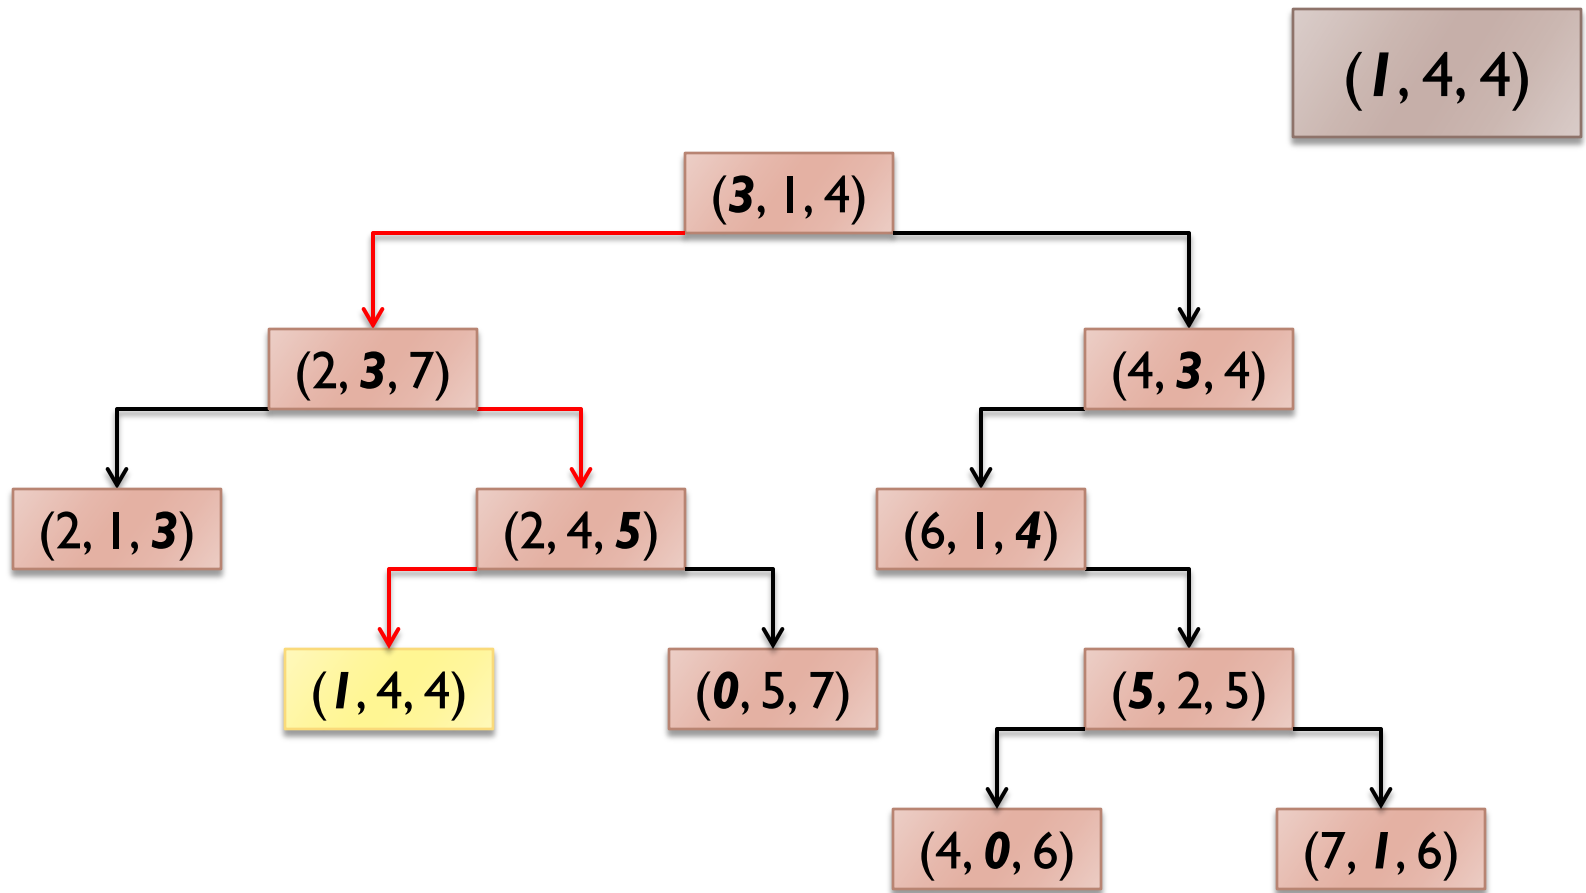 (1, 4, 4)
(3, 1, 4)
(2, 3, 7)
(4, 3, 4)
(2, 1, 3)
(2, 4, 5)
(6, 1, 4)
(1, 4, 4)
(0, 5, 7)
(5, 2, 5)
(4, 0, 6)
(7, 1, 6)